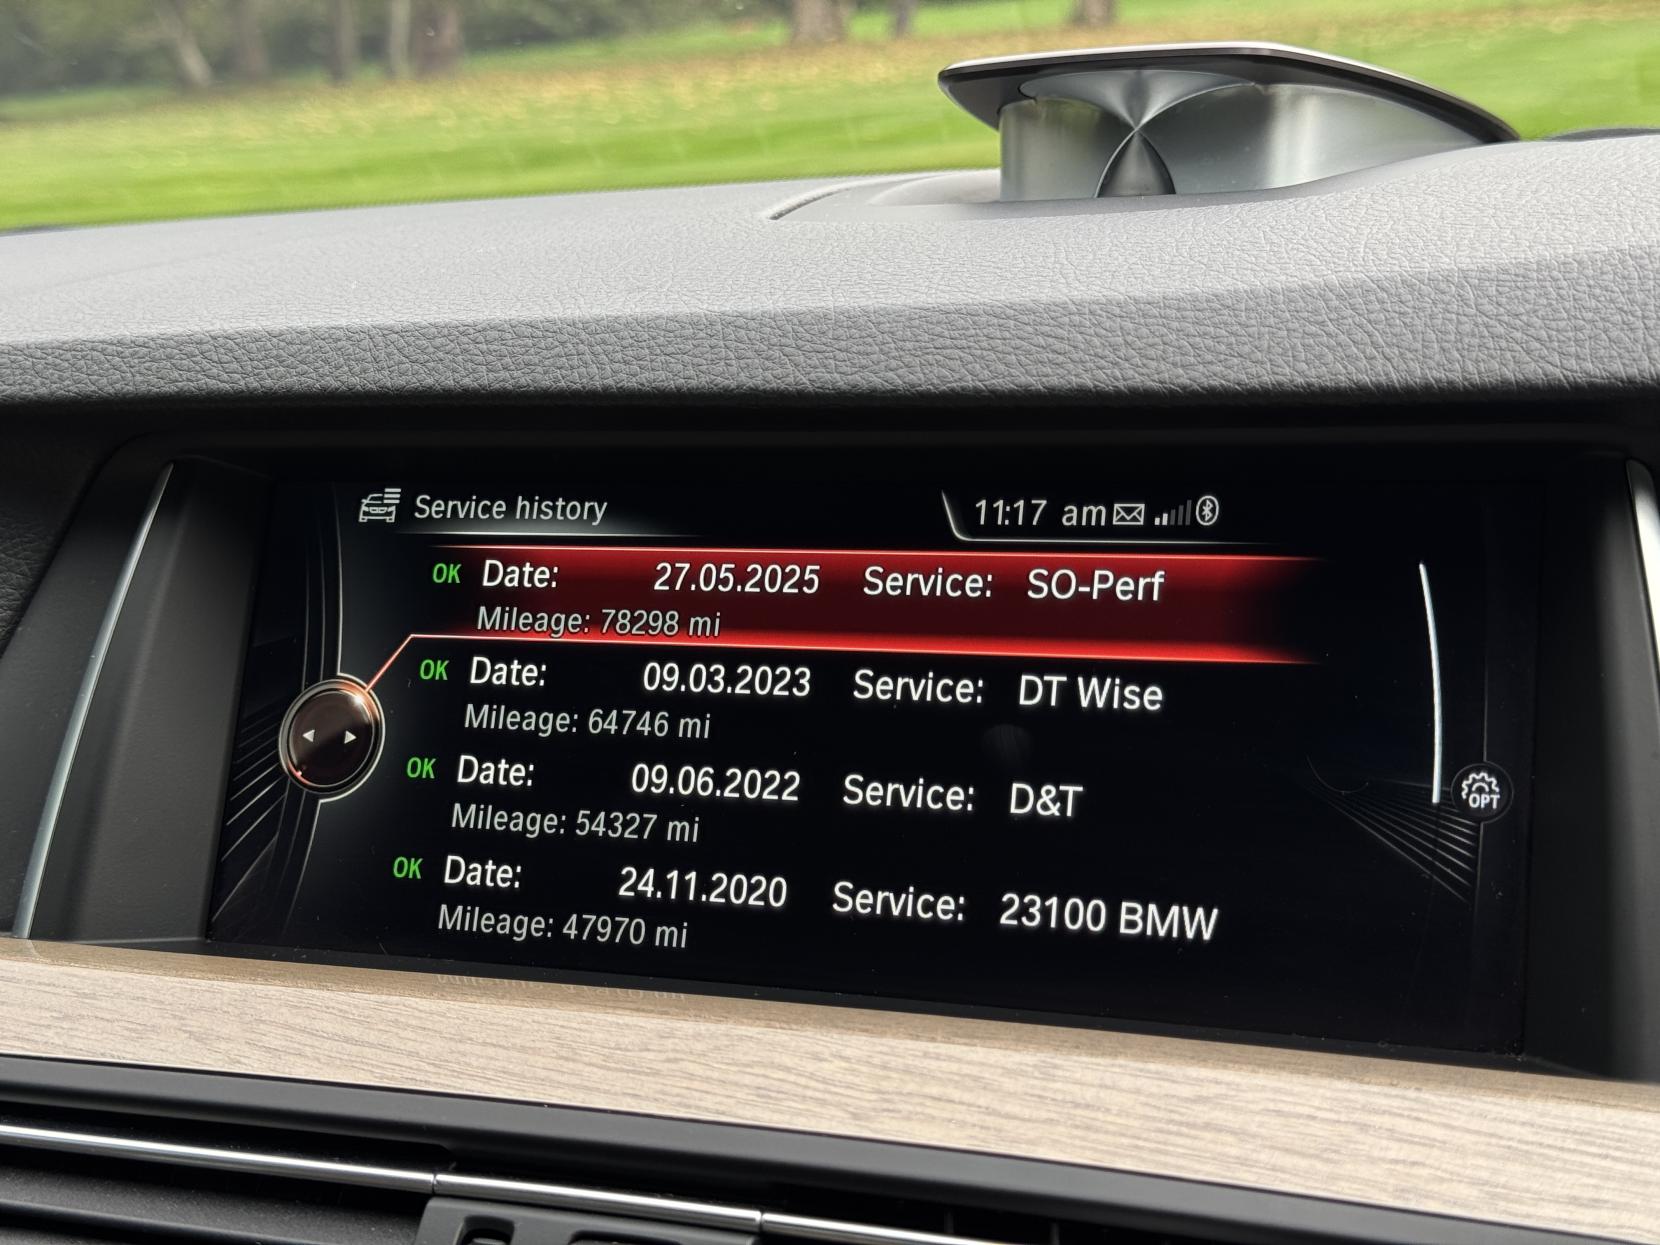 Service history 11:17 am
OK Date: 27.05.2025 Service: SO-Perf
Mileage: 78298 mi
OK Date: 09.03.2023 Service: DT Wise
Mileage: 64746 mi
OK Date: 09.06.2022 Service: D&T
Mileage: 54327 mi
OPT
OK Date: 24.11.2020 Service: 23100 BMW
Mileage: 47970 mi